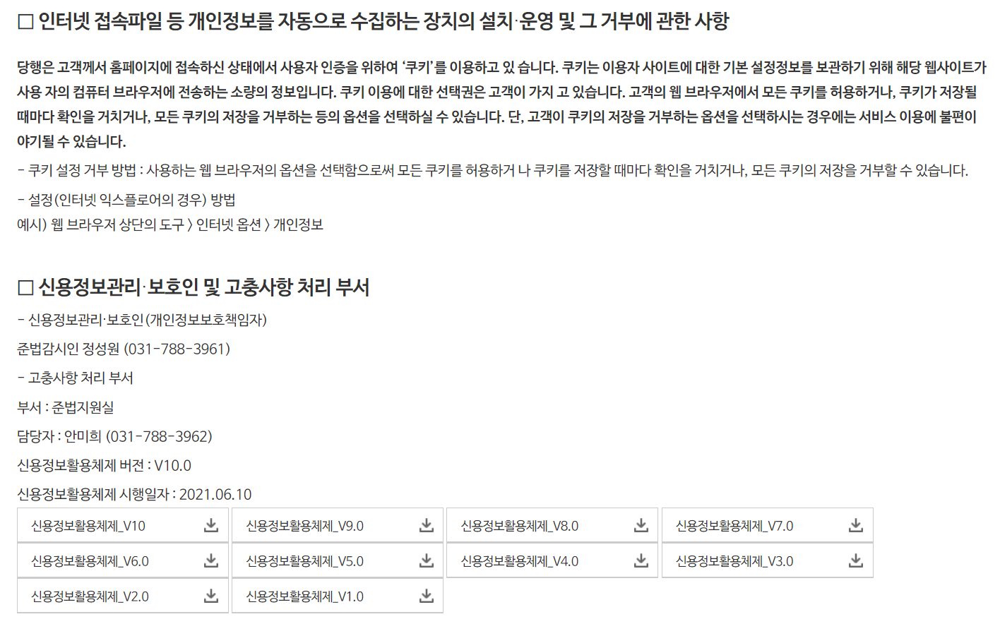 □ 인터넷 접속파일 등 개인정보를 자동으로 수집하는 장치의 설치·운영 및 그 거부에 관한 사항
당행은 고객께서 홈페이지에 접속하신 상태에서 사용자 인증을 위하여 ‘쿠키’를 이용하고 있 습니다. 쿠키는 이용자 사이트에 대한 기본 설정정보를 보관하기 위해 해당 웹사이트가
사용 자의 컴퓨터 브라우저에 전송하는 소량의 정보입니다. 쿠키 이용에 대한 선택권은 고객이 가지 고 있습니다. 고객의 웹 브라우저에서 모든 쿠키를 허용하거나, 쿠키가 저장될
때마다 확인을 거치거나, 모든 쿠키의 저장을 거부하는 등의 옵션을 선택하실 수 있습니다. 단, 고객이 쿠키의 저장을 거부하는 옵션을 선택하시는 경우에는 서비스 이용에 불편이
야기될 수 있습니다.
- 쿠키 설정 거부 방법 : 사용하는 웹 브라우저의 옵션을 선택함으로써 모든 쿠키를 허용하거 나 쿠키를 저장할 때마다 확인을 거치거나, 모든 쿠키의 저장을 거부할 수 있습니다.
- 설정(인터넷 익스플로어의 경우) 방법
예시) 웹 브라우저 상단의 도구 > 인터넷 옵션 > 개인정보
□ 신용정보관리·보호인 및 고충사항 처리 부서
- 신용정보관리·보호인(개인정보보호책임자)
준법감시인 정성원 (031-788-3961)
- 고충사항 처리 부서
부서 : 준법지원실
담당자 : 안미희 (031-788-3962)
신용정보활용체제 버전 : V10.0
신용정보활용체제 시행일자 : 2021.06.10
신용정보활용체제_V10 신용정보활용체제_V9.0 신용정보활용체제_V8.0 신용정보활용체제_V7.0
신용정보활용체제_V6.0 신용정보활용체제_V5.0 신용정보활용체제_V4.0 신용정보활용체제_V3.0
신용정보활용체제_V2.0 신용정보활용체제_V1.0